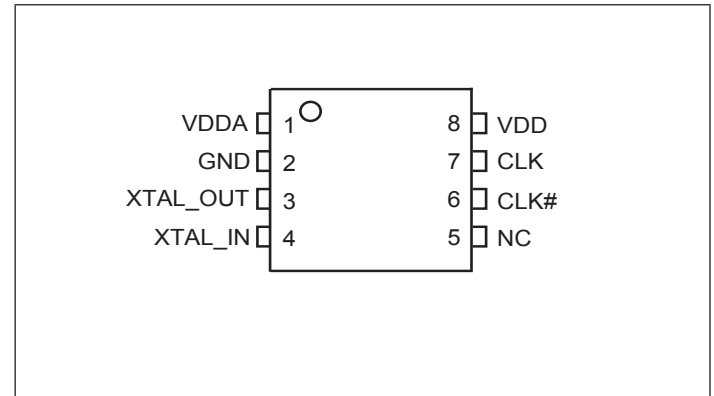 VDDA 1 8 VDD
GND 2 7 CLK
XTAL_OUT 3 6 CLK#
XTAL_IN 4 5 NC